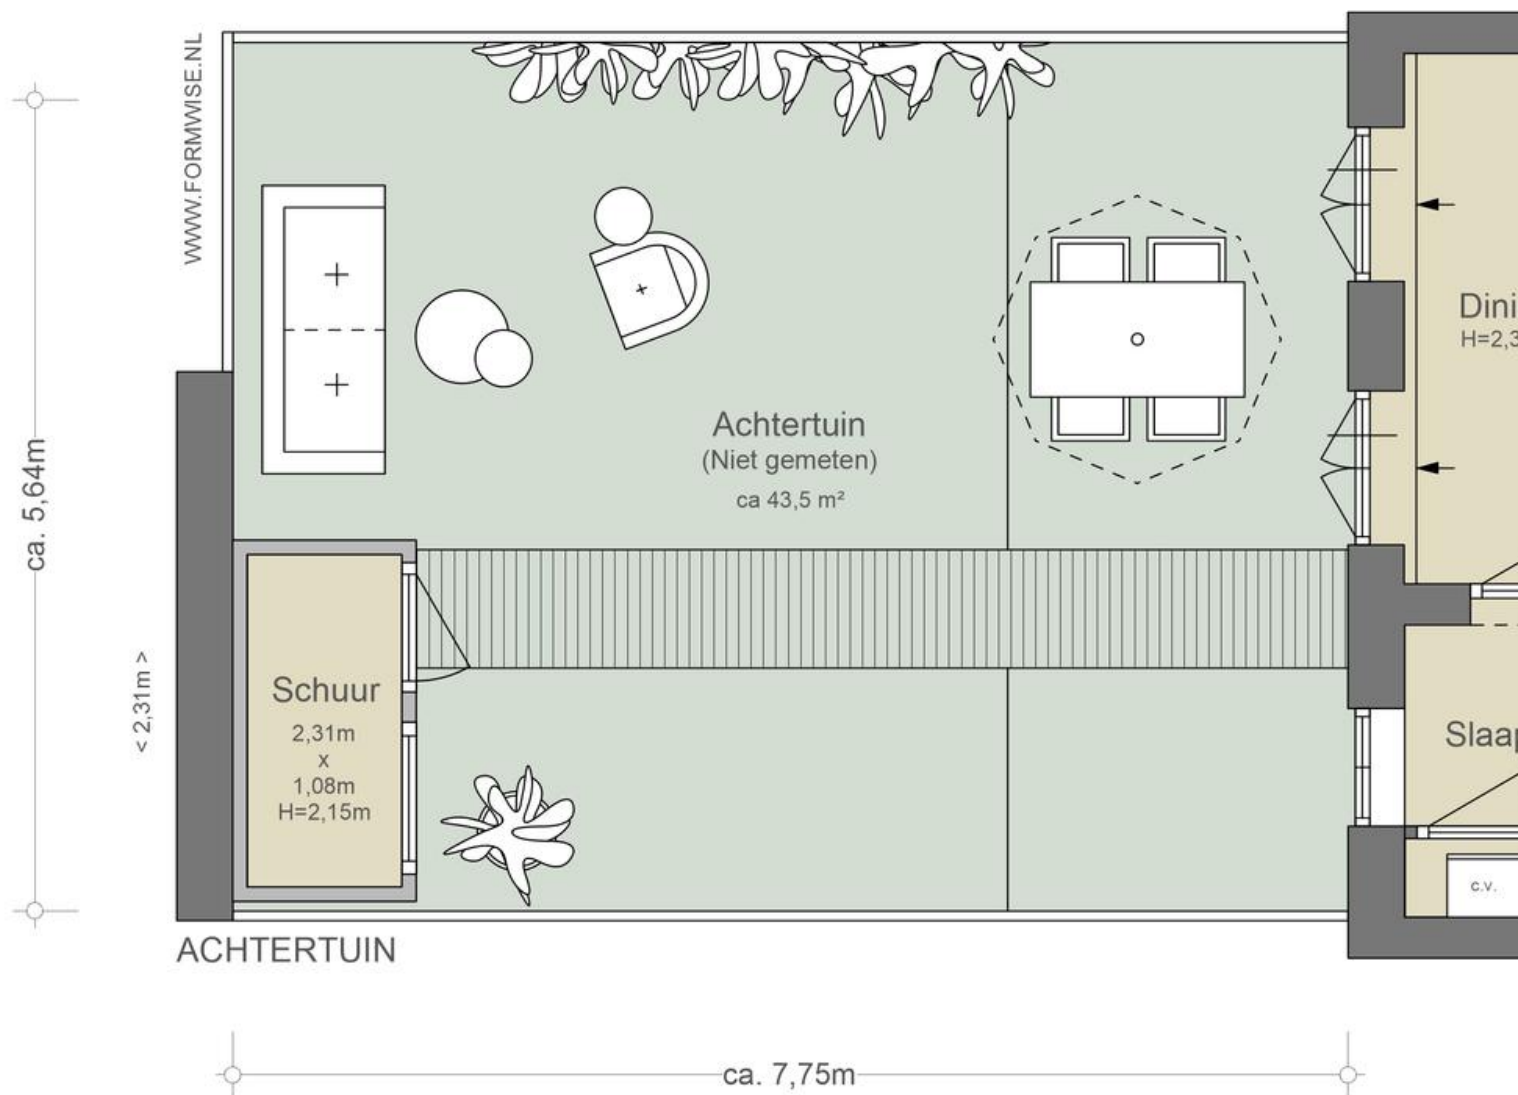 WWW.FORMWISE.NL
ca. 5,64m
Dini
H=2,3
Achtertuin
(Niet gemeten)
ca 43,5 m²
< 2,31m >
Schuur
2,31m
x
1,08m
H=2,15m
Slaap
c.v.
ACHTERTUIN
ca. 7,75m